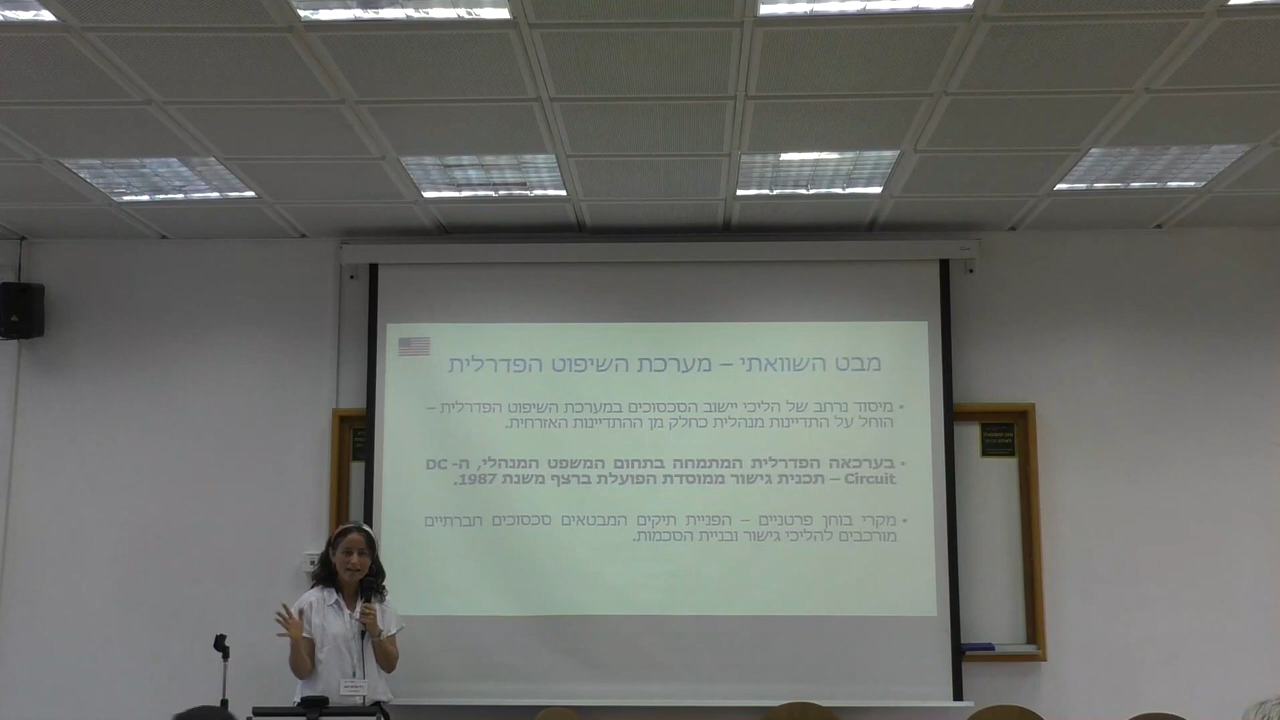 מבט השוואתי – מערכת השיפוט הפדרלית
• מיסוד נרחב של הליכי יישוב הסכסוכים במערכת השיפוט הפדרלית –
הוחל על התדיינות מנהלית כחלק מן ההתדיינות האזרחית.
• בערכאה הפדרלית המתמחה בתחום המשפט המנהלי, ה- DC
Circuit – תכנית גישור ממוסדת הפועלת ברצף משנת 1987.
• מקרי בוחן פרטניים – הפניית תיקים המבטאים סכסוכים חברתיים
מורכבים להליכי גישור ובניית הסכמות.